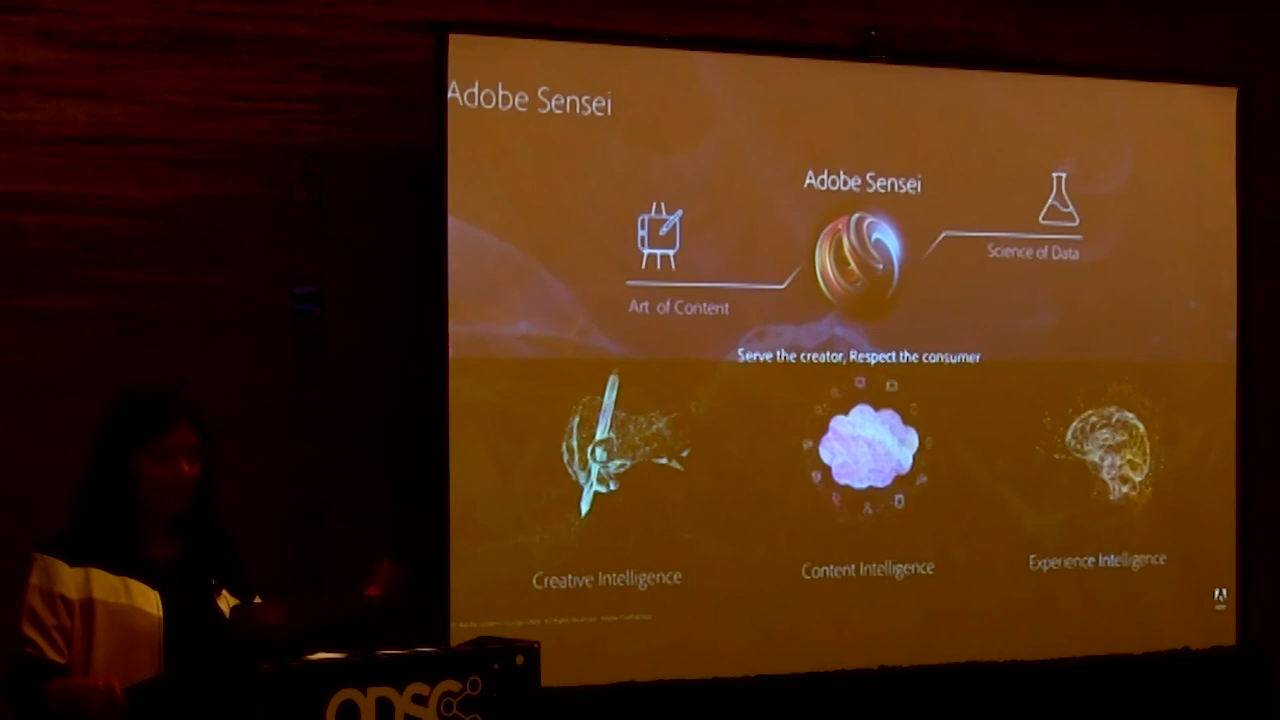 Adobe Sensei
Adobe Sensei
Science of Data
Art of Content
Serve the creator, Respect the consumer
Creative Intelligence
Content Intelligence
Experience Intelligence
ODSC